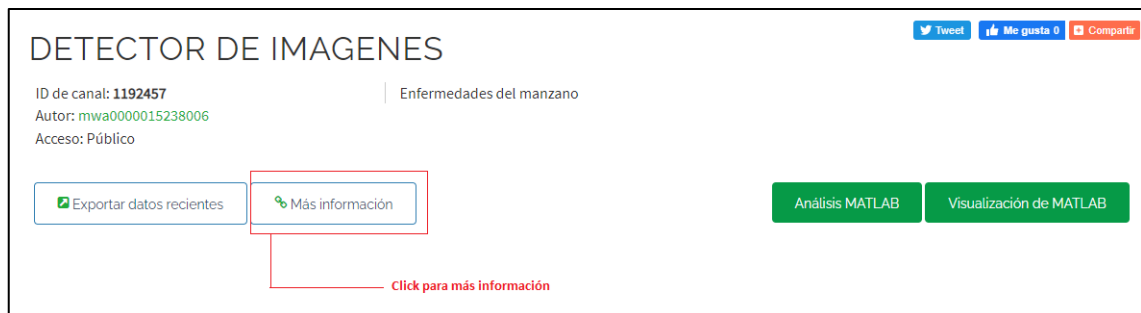 DETECTOR DE IMAGENES
Tweet Me gusta 0 Compartir
ID de canal: 1192457
Enfermedades del manzano
Autor: mwa0000015238006
Acceso: Público
Exportar datos recientes
Más información
Análisis MATLAB
Visualización de MATLAB
Click para más información